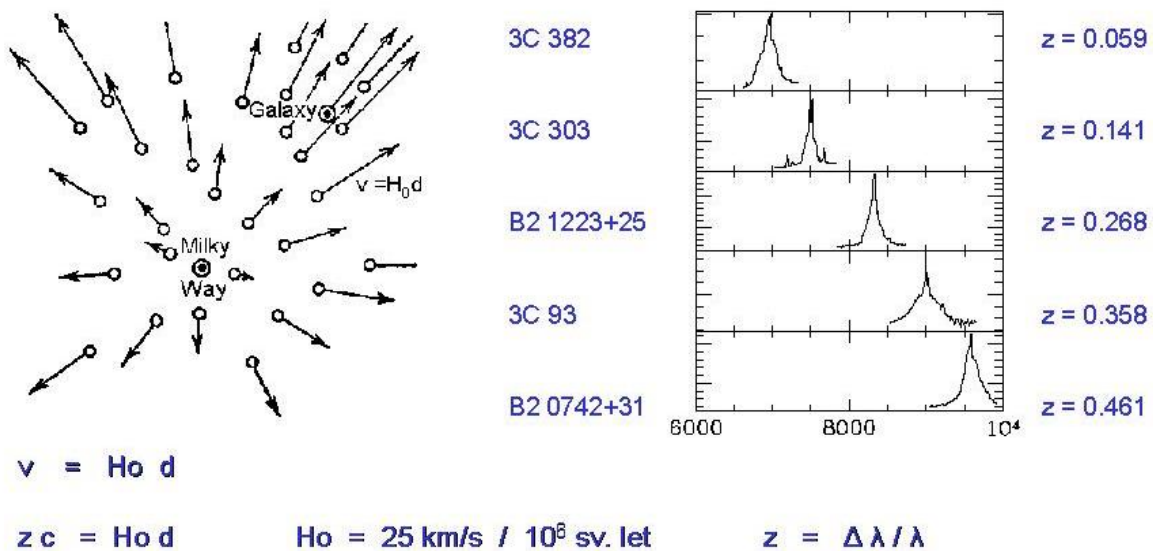 Galaxy
v =H₀d
Milky
Way
3C 382
z = 0.059
3C 303
z = 0.141
B2 1223+25
z = 0.268
3C 93
z = 0.358
B2 0742+31
z = 0.461
6000 8000 10⁴
v = Ho d
z c = Ho d Ho = 25 km/s / 10⁶ sv. let z = Δ λ / λ